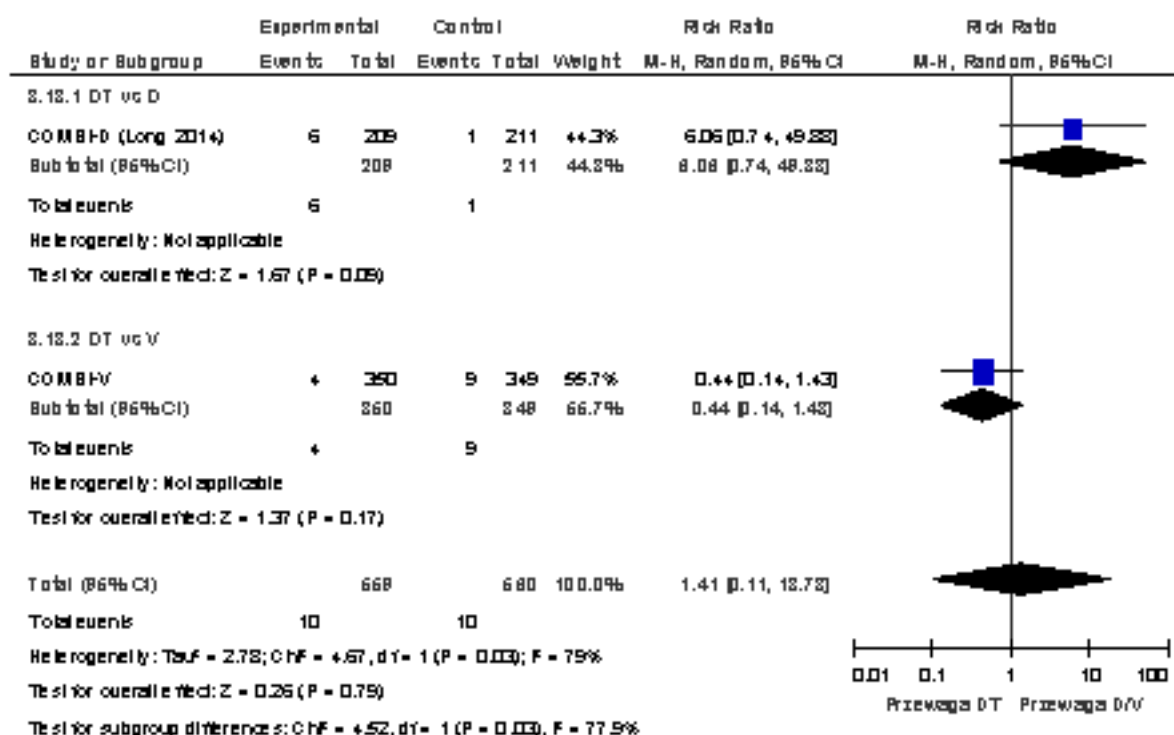 Experimental Control Risk Ratio Risk Ratio
Study or Subgroup Events Total Events Total Weight M-H, Random, 95% CI M-H, Random, 95% CI
DT vs D
COMBI-D (Long 2014) 6 209 1 211 44.3% 6.06 [0.74, 49.88]
Subtotal (95% CI) 209 211 44.3% 6.06 [0.74, 49.88]
Total events 6 1
Heterogeneity: Not applicable
Test for overall effect: Z = 1.67 (P = 0.09)
DT vs V
COMBI-V 4 350 9 349 55.7% 0.44 [0.14, 1.43]
Subtotal (95% CI) 350 349 55.7% 0.44 [0.14, 1.43]
Total events 4 9
Heterogeneity: Not applicable
Test for overall effect: Z = 1.37 (P = 0.17)
Total (95% CI) 559 560 100.0% 1.41 [0.11,
Total events 10 10
Heterogeneity: Tau² = 2.78; Chi² = 4.67, df = 1 (P = 0.03); I² = 79%
Test for overall effect: Z = 0.26 (P = 0.79)
Test for subgroup differences: Chi² = 4.52, df = 1 (P = 0.03), I² = 77.9%
0.01 0.1 1 10 100
Przewaga DT Przewaga D/V